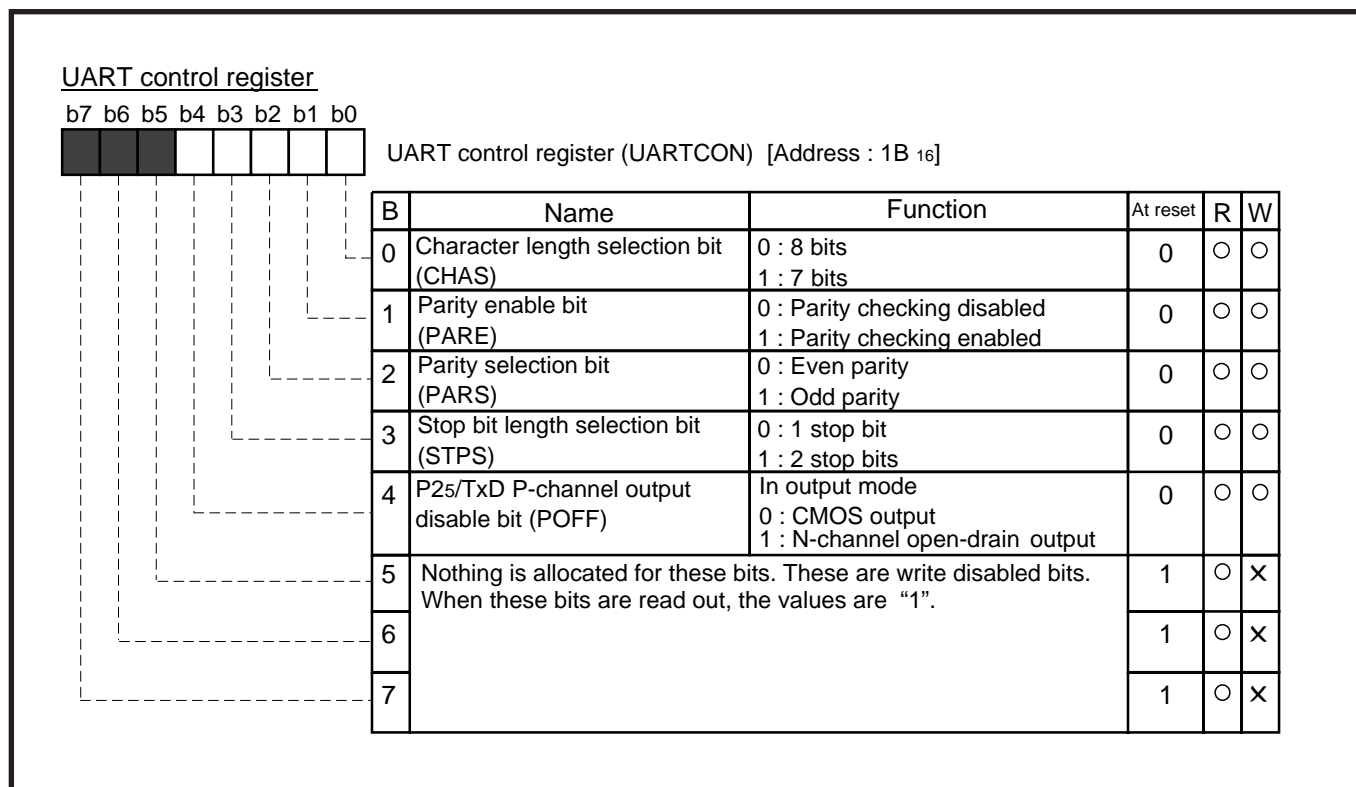 UART control register
b7 b6 b5 b4 b3 b2 b1 b0
UART control register (UARTCON) [Address : 1B 16]
B Name Function At reset R W
0 Character length selection bit (CHAS) 0 : 8 bits 1 : 7 bits 0 ○ ○
1 Parity enable bit (PARE) 0 : Parity checking disabled 1 : Parity checking enabled 0 ○ ○
2 Parity selection bit (PARS) 0 : Even parity 1 : Odd parity 0 ○ ○
3 Stop bit length selection bit (STPS) 0 : 1 stop bit 1 : 2 stop bits 0 ○ ○
4 P25/TxD P-channel output disable bit (POFF) In output mode 0 : CMOS output 1 : N-channel open-drain output 0 ○ ○
5 Nothing is allocated for these bits. These are write disabled bits. When these bits are read out, the values are “1”. 1 ○ ×
6 1 ○ ×
7 1 ○ ×